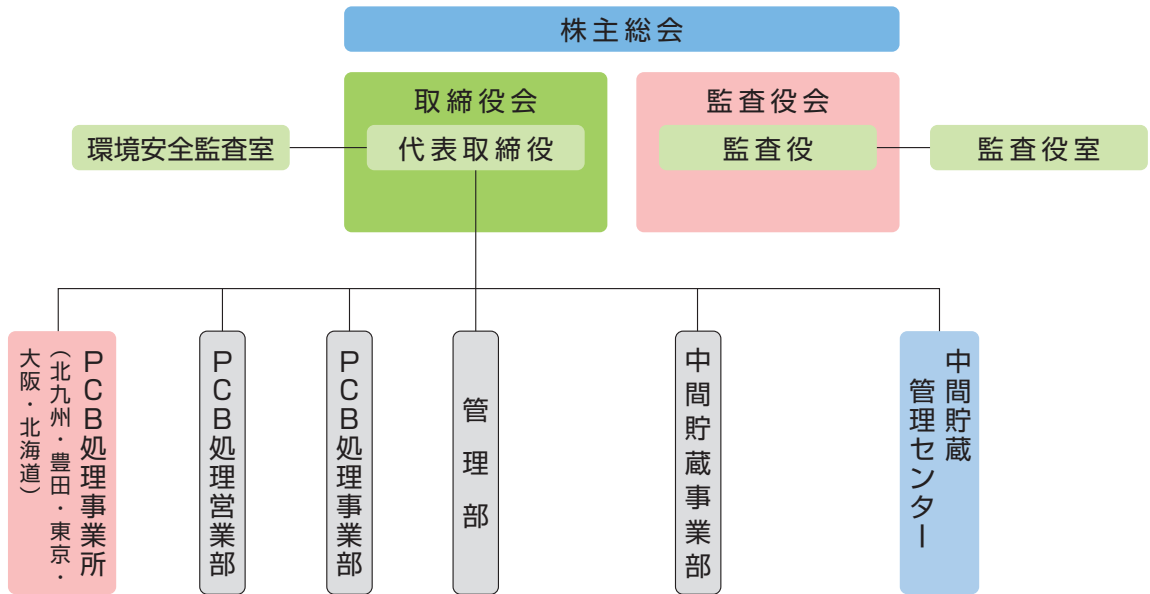 株主総会
取締役会
監査役会
環境安全監査室
代表取締役
監査役
監査役室
PCB処理事業所
(北九州・豊田・東京・
大阪・北海道)
PCB処理営業部
PCB処理事業部
管理部
中間貯蔵事業部
中間貯蔵
管理センター